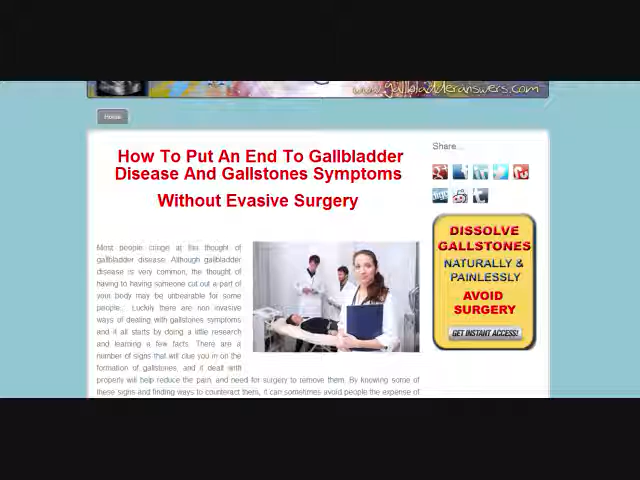 www.gallbladderanswers.com
Home
How To Put An End To Gallbladder
Disease And Gallstones Symptoms
Without Evasive Surgery
Share...
Most people cringe at the thought of
gallbladder disease. Although gallbladder
disease is very common, the thought of
having to having someone cut out a part of
your body may be unbearable for some
people. Luckily there are non invasive
ways of dealing with gallstones symptoms
and it all starts by doing a little research
and learning a few facts. There are a
number of signs that will clue you in on the
formation of gallstones, and it dealt with
properly will help reduce the pain, and need for surgery to remove them. By knowing some of
these signs and finding ways to counteract them, it can sometimes avoid people the expense of
digg
DISSOLVE
GALLSTONES
NATURALLY &
PAINLESSLY
AVOID
SURGERY
GET INSTANT ACCESS!